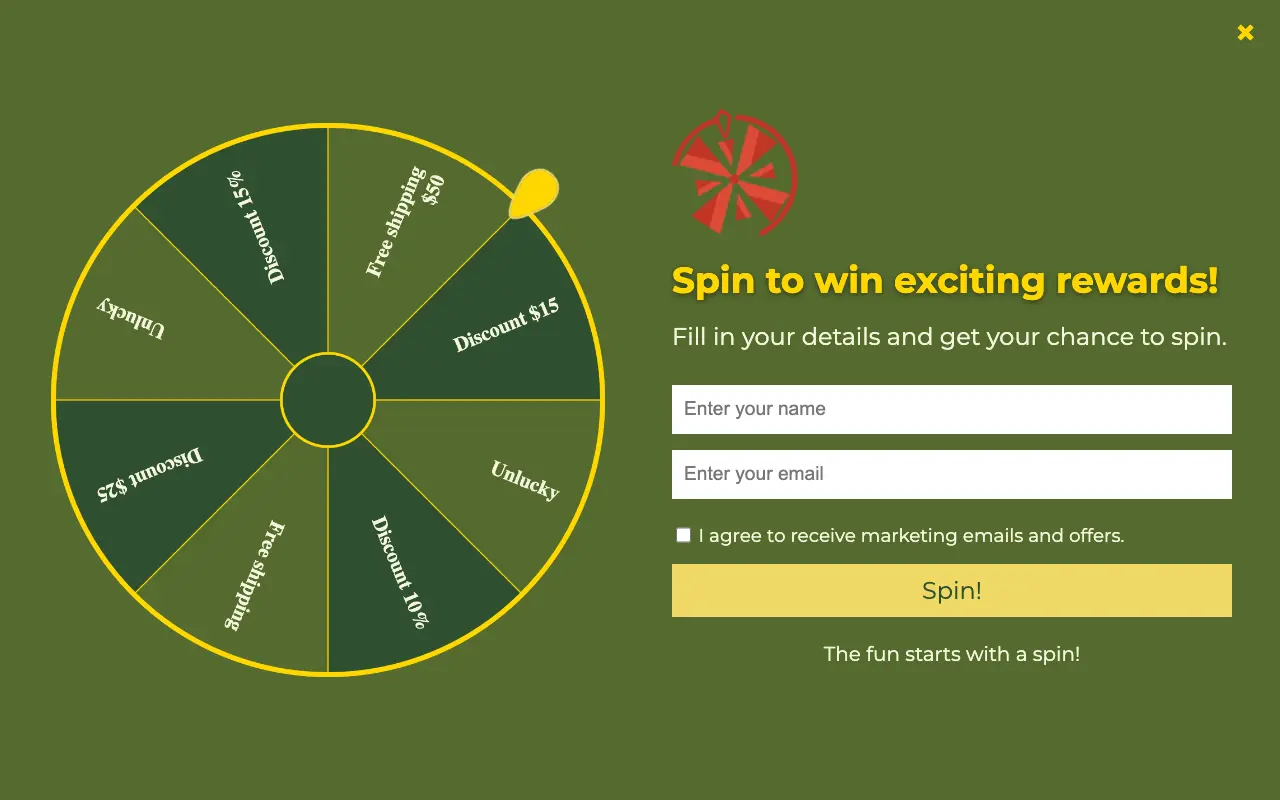 ✖
Free shipping
$50
Discount $15
Unlucky
Discount 10%
Free shipping
Discount $25
Unlucky
Discount 15%
Spin to win exciting rewards!
Fill in your details and get your chance to spin.
Enter your name
Enter your email
I agree to receive marketing emails and offers.
Spin!
The fun starts with a spin!